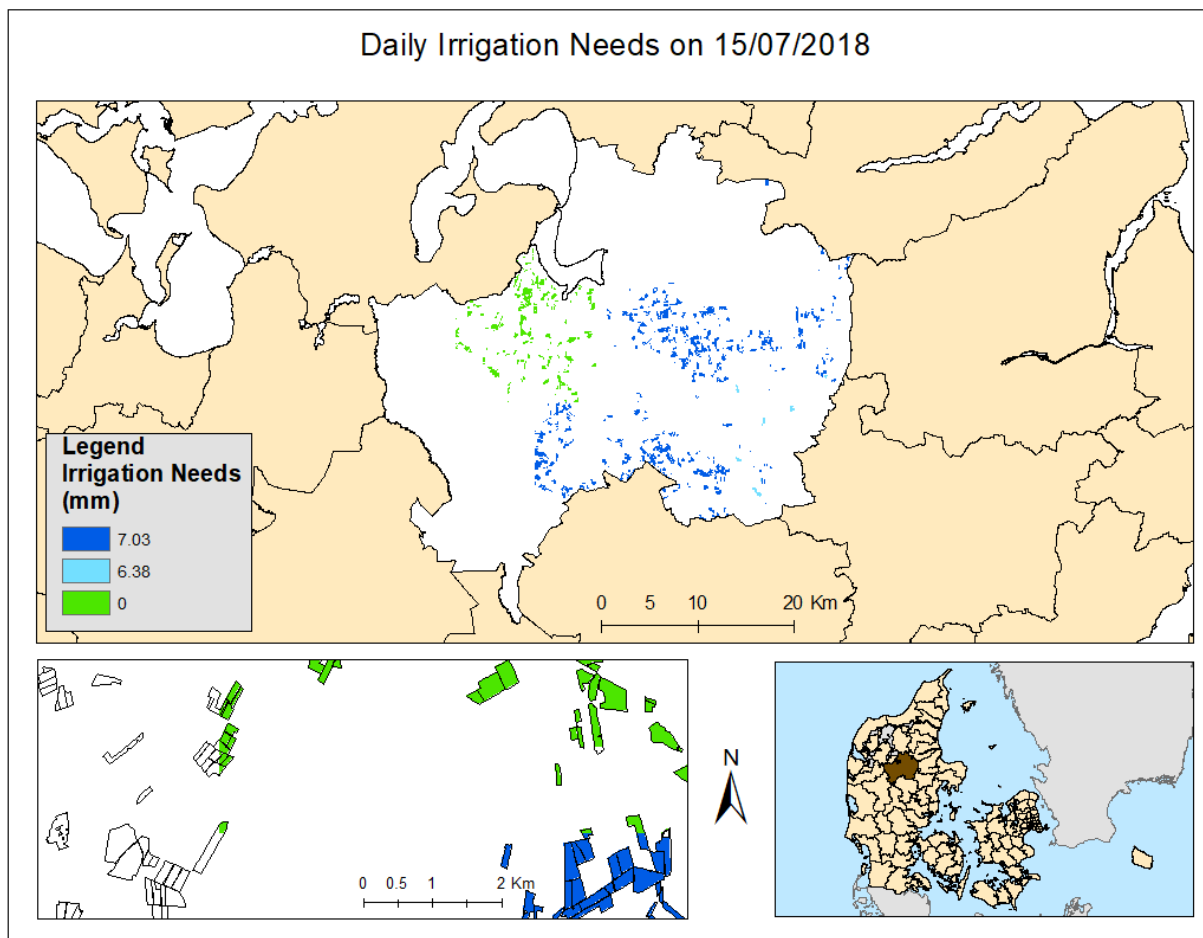 Daily Irrigation Needs on 15/07/2018
Legend
Irrigation Needs
(mm)
7.03
6.38
0
0 5 10 20 Km
0 0.5 1 2 Km
N